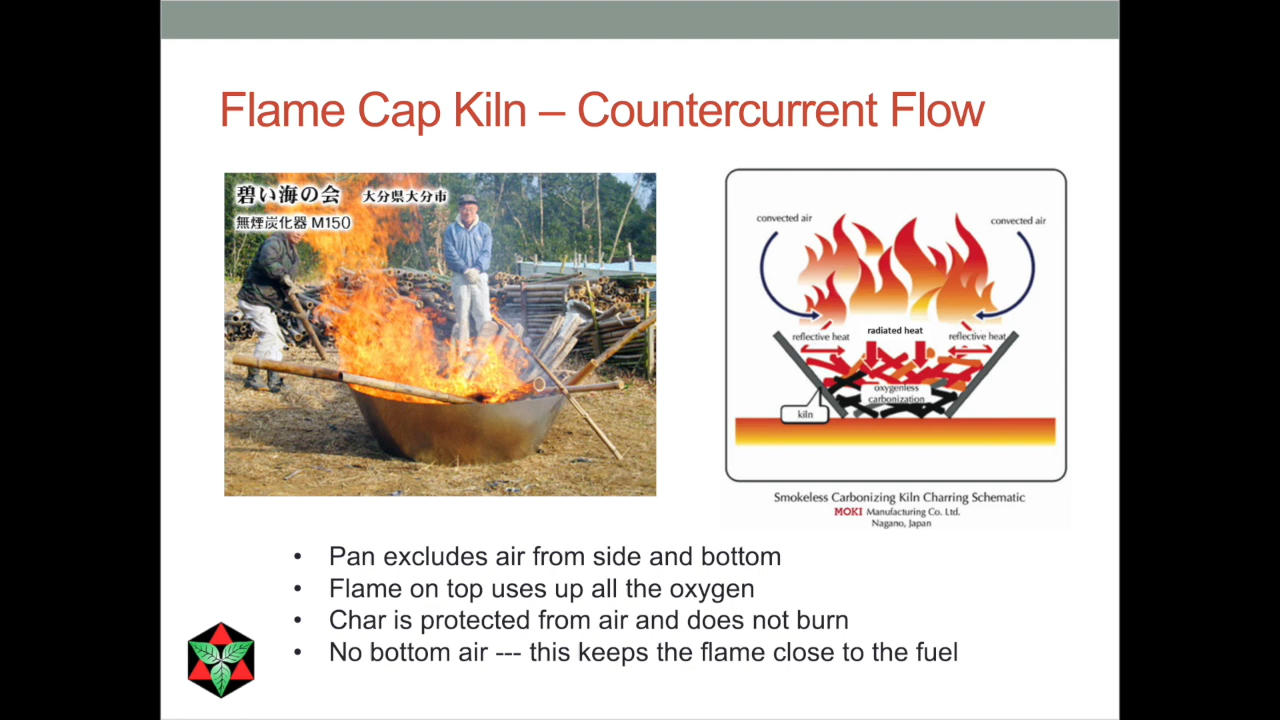 Flame Cap Kiln – Countercurrent Flow
碧い海の会 大分県大分市
無煙炭化器 M150
convected air
convected air
reflective heat
radiated heat
reflective heat
oxygenless
carbonization
kiln
Smokeless Carbonizing Kiln Charring Schematic
MOKI Manufacturing Co. Ltd.
Nagano, Japan
• Pan excludes air from side and bottom
• Flame on top uses up all the oxygen
• Char is protected from air and does not burn
• No bottom air --- this keeps the flame close to the fuel